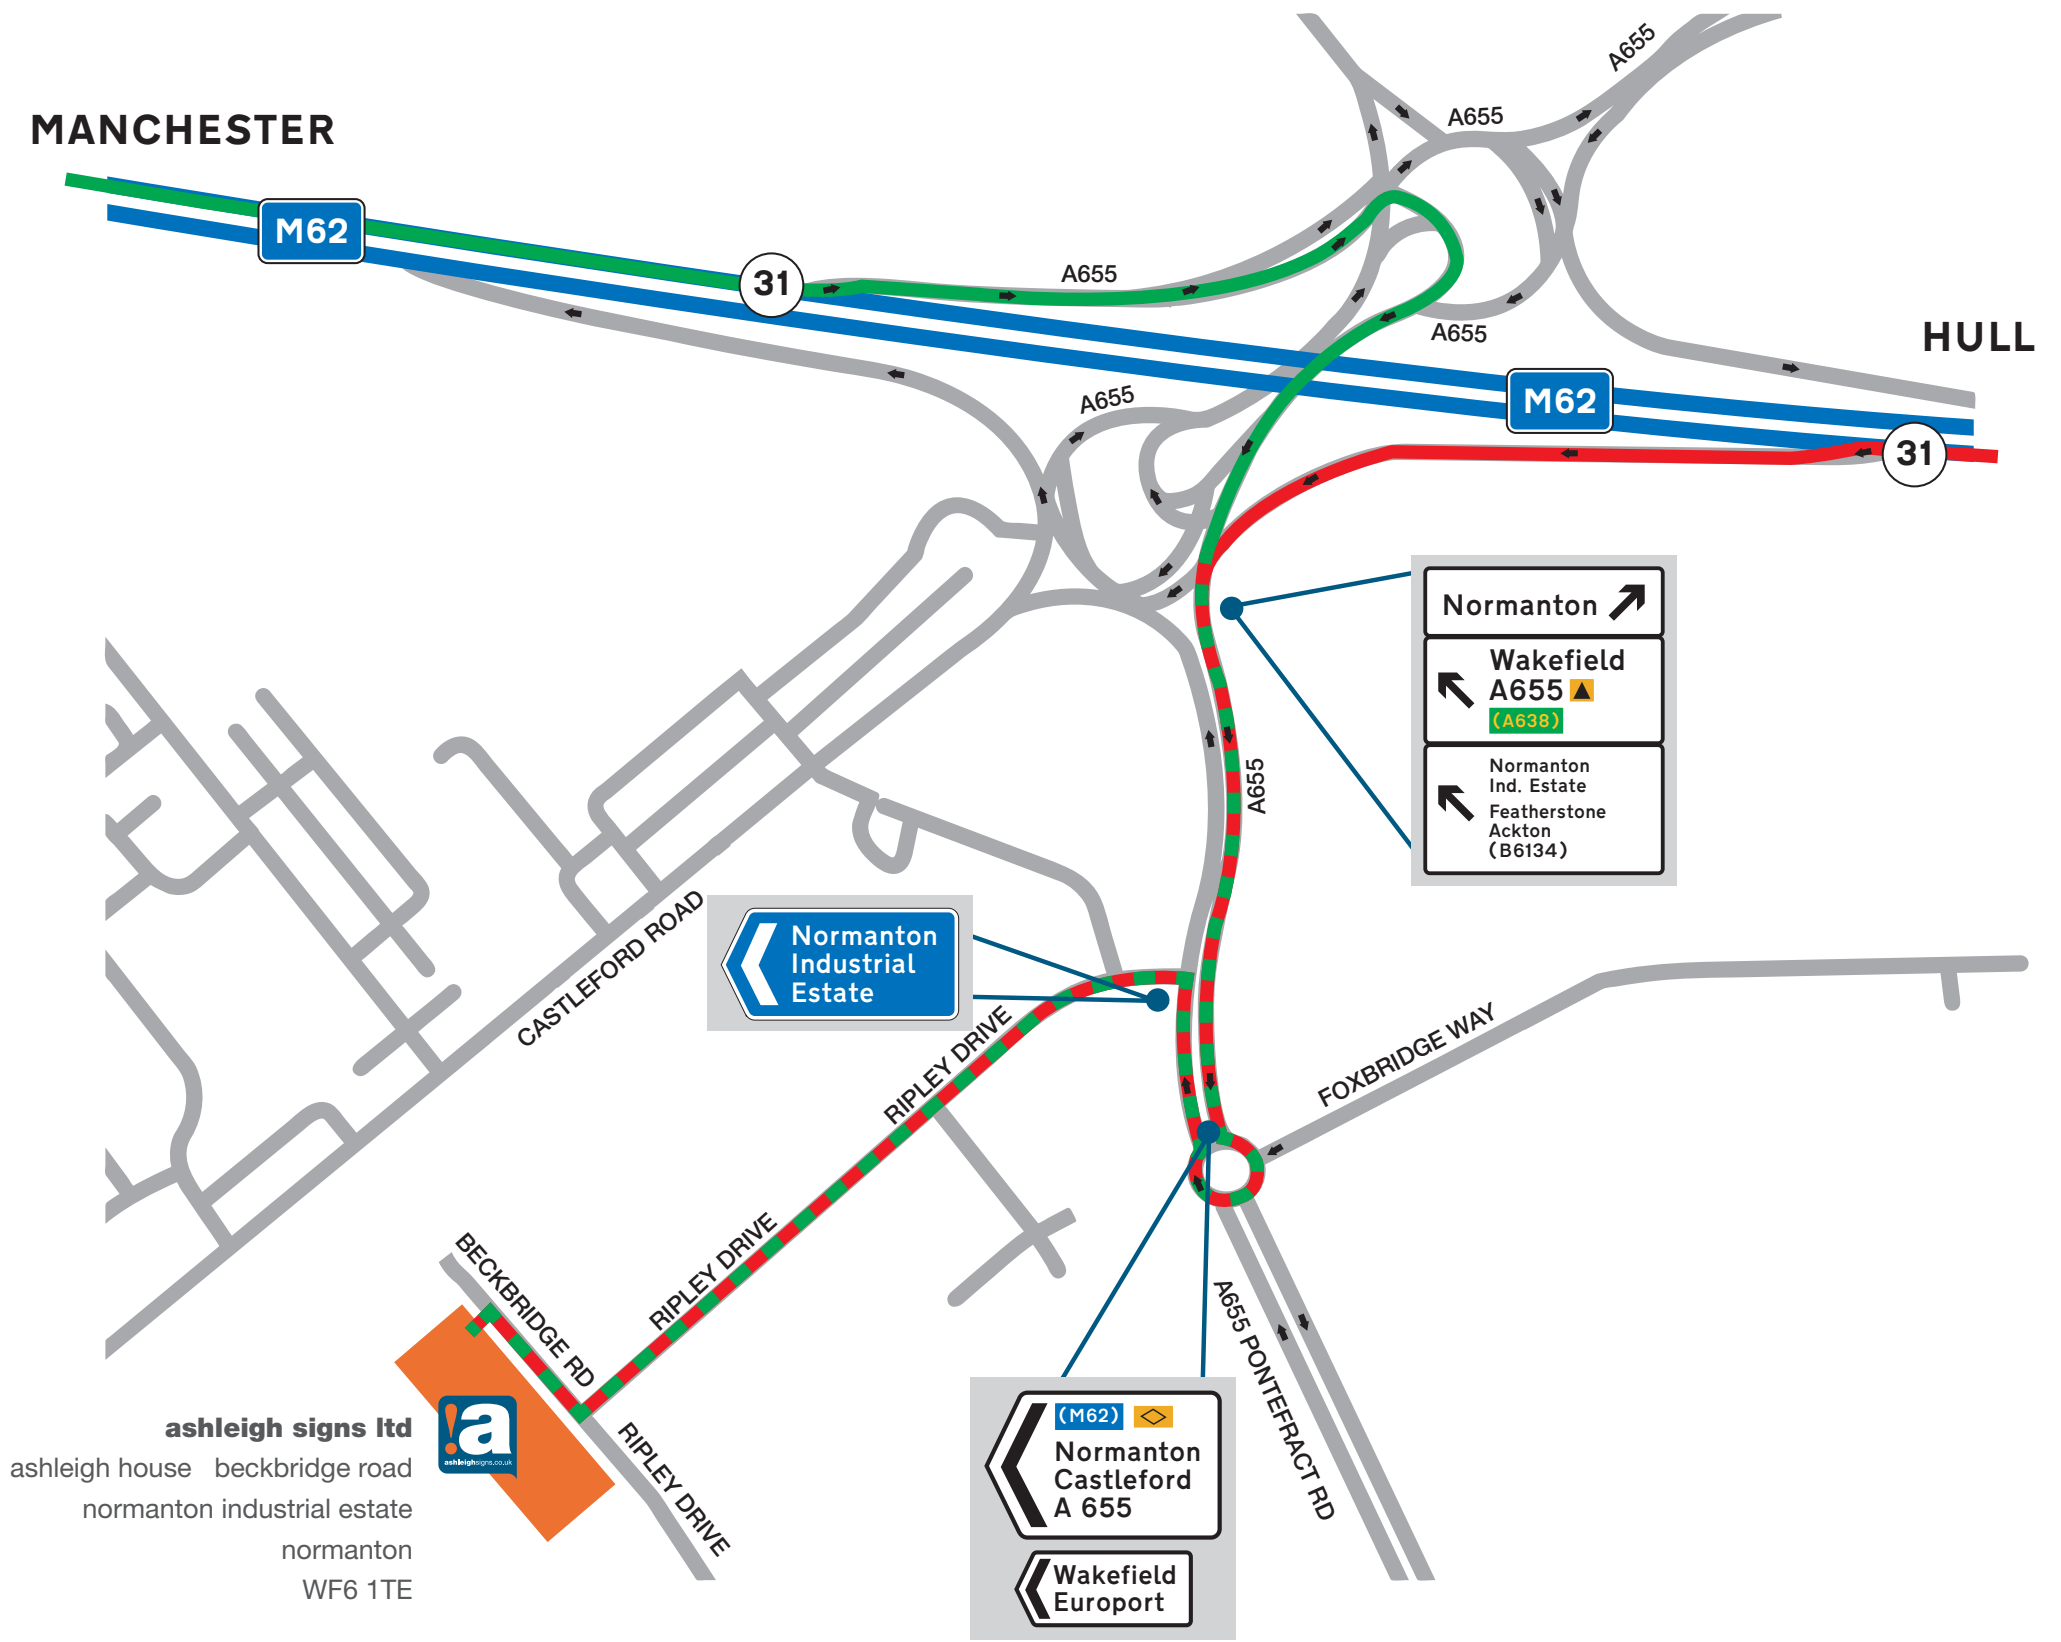 A655
MANCHESTER
A655
M62
31
A655
A655
HULL
M62
A655
31
Normanton
Wakefield
A655
(A638)
Normanton
Ind. Estate
Featherstone
Ackton
(B6134)
A655
CASTLEFORD ROAD
Normanton
Industrial
Estate
RIPLEY DRIVE
FOXBRIDGE WAY
RIPLEY DRIVE
BECKBRIDGE RD
A655 PONTEFRACT RD
RIPLEY DRIVE
!a
ashleighsigns.co.uk
ashleigh signs ltd
ashleigh house beckbridge road
normanton industrial estate
normanton
WF6 1TE
(M62)
Normanton
Castleford
A 655
Wakefield
Europort